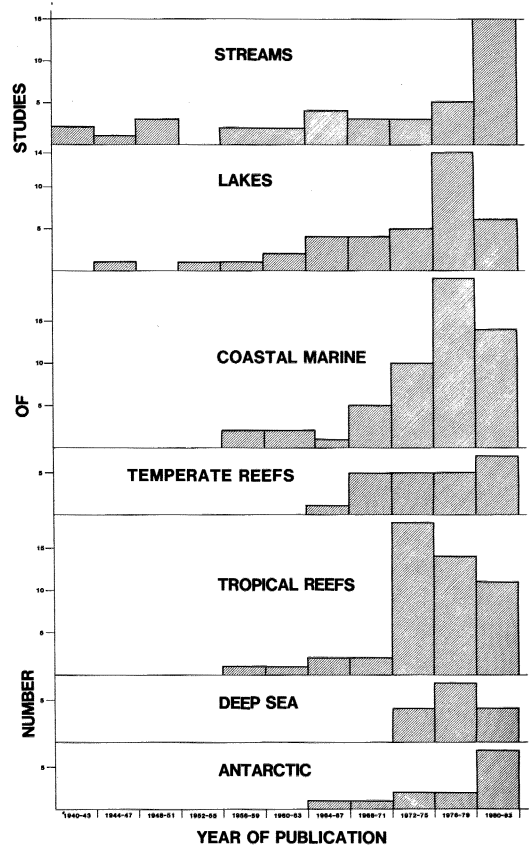 15
10
5
STREAMS
STUDIES
14
10
5
LAKES
15
10
5
COASTAL MARINE
OF
5
TEMPERATE REEFS
15
10
5
TROPICAL REEFS
NUMBER
5
DEEP SEA
5
ANTARCTIC
1940-43 1944-47 1948-51 1952-55 1956-59 1960-63 1964-67 1968-71 1972-75 1976-79 1980-83
YEAR OF PUBLICATION